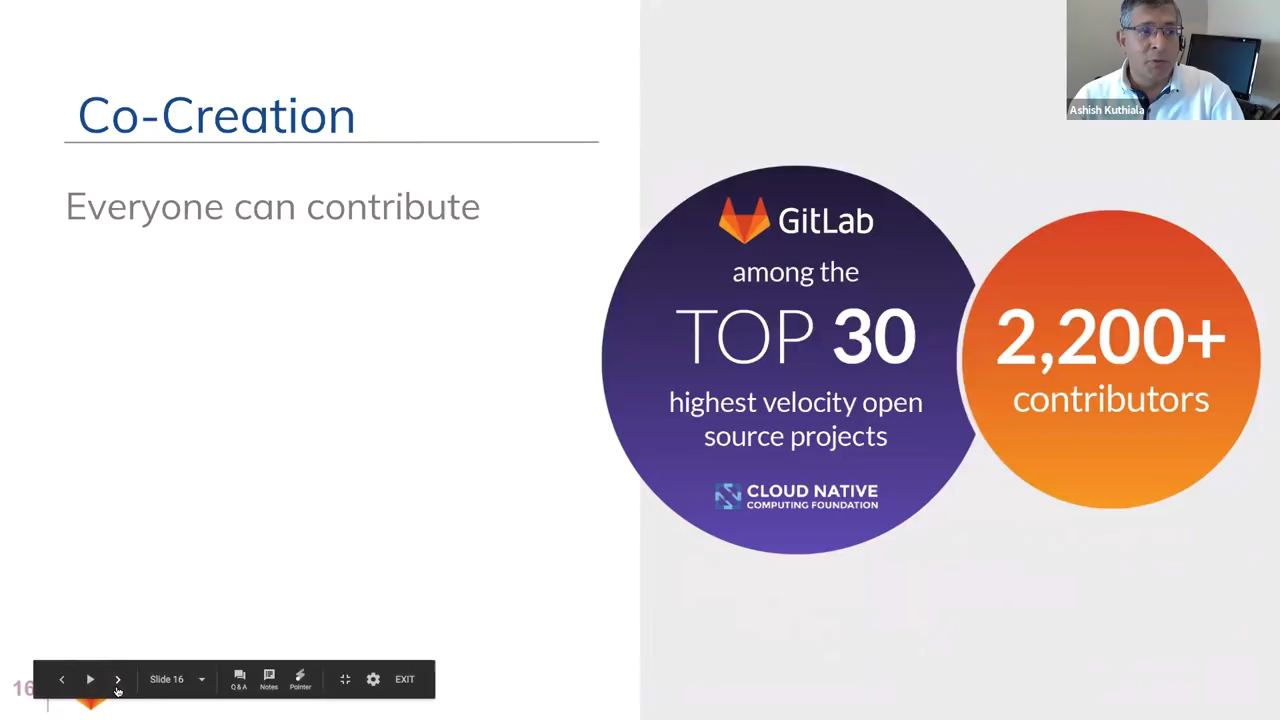 Co-Creation
Everyone can contribute
Ashish Kuthiala
GitLab
among the
TOP 30
highest velocity open
source projects
CLOUD NATIVE
COMPUTING FOUNDATION
2,200+
contributors
16
Slide 16
Q & A
Notes
Pointer
EXIT